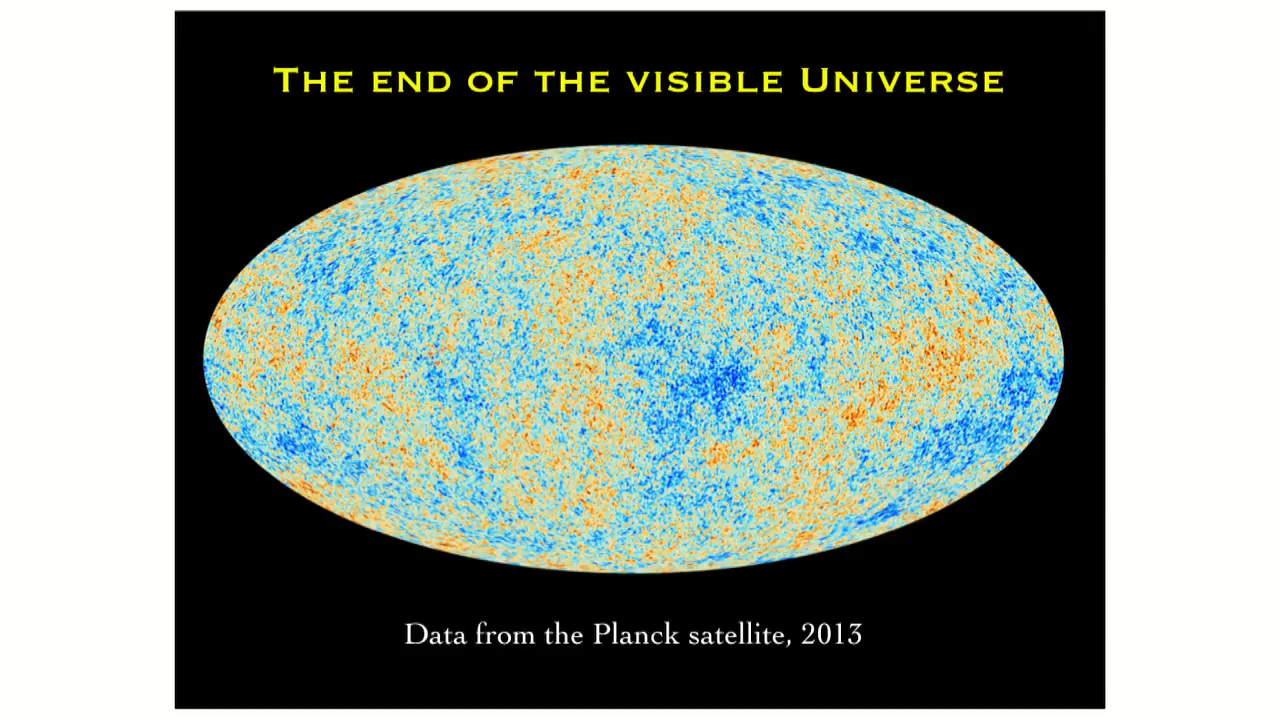 The end of the visible Universe
Data from the Planck satellite, 2013